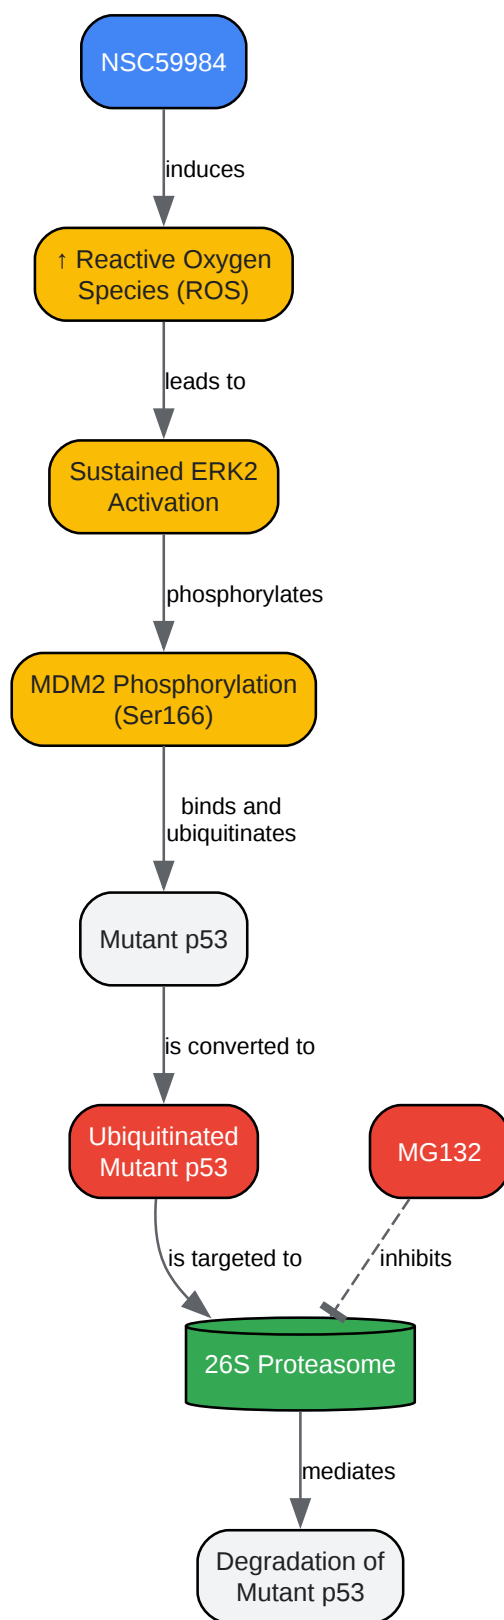 NSC59984
induces
↑ Reactive Oxygen
Species (ROS)
leads to
Sustained ERK2
Activation
phosphorylates
MDM2 Phosphorylation
(Ser166)
binds and
ubiquitinates
Mutant p53
is converted to
Ubiquitinated
Mutant p53
MG132
is targeted to
inhibits
26S Proteasome
mediates
Degradation of
Mutant p53